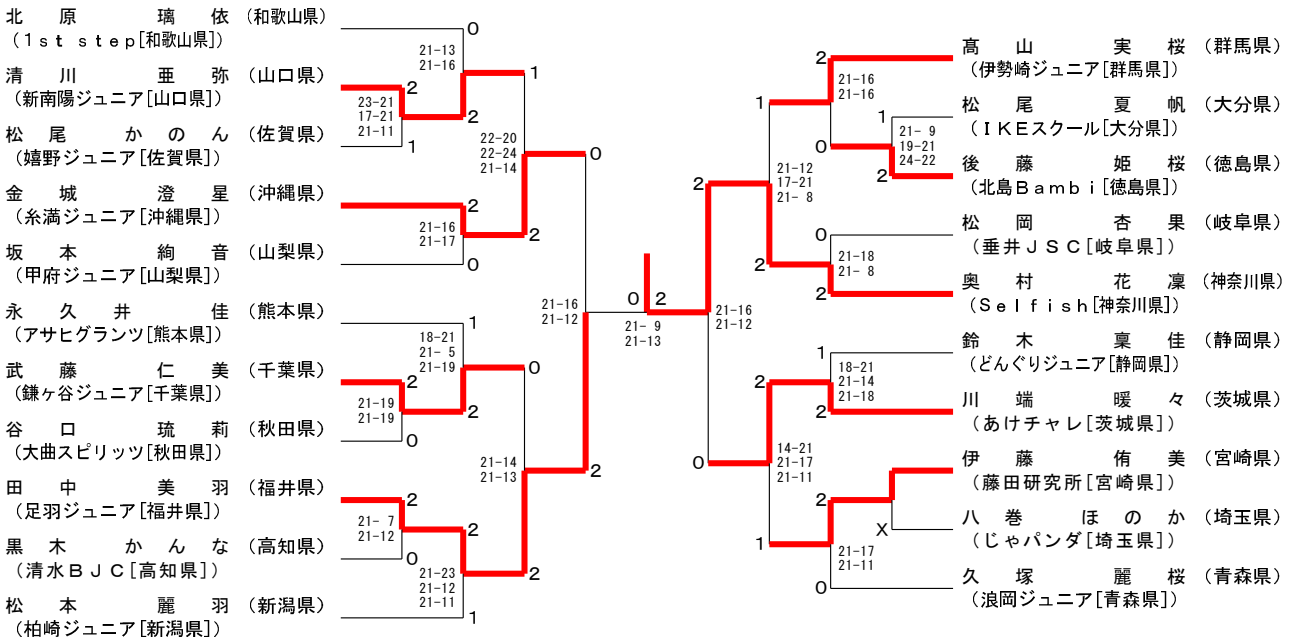 北原 璃依 (和歌山県)
(1st step[和歌山県])
清川 亜弥 (山口県)
(新南陽ジュニア[山口県])
松尾 かのん (佐賀県)
(嬉野ジュニア[佐賀県])
金城 澄星 (沖縄県)
(糸満ジュニア[沖縄県])
坂本 絢音 (山梨県)
(甲府ジュニア[山梨県])
永久井 佳 (熊本県)
(アサヒグランツ[熊本県])
武藤 仁美 (千葉県)
(鎌ヶ谷ジュニア[千葉県])
谷口 琉莉 (秋田県)
(大曲スピリッツ[秋田県])
田中 美羽 (福井県)
(足羽ジュニア[福井県])
黒木 かんな (高知県)
(清水BJC[高知県])
松本 麗羽 (新潟県)
(柏崎ジュニア[新潟県])
0
21-13
21-16
2
23-21
17-21
21-11
1
2
1
22-20
22-24
21-14
2
21-16
21-17
0
2
0
1
18-21
21- 5
21-19
2
21-19
21-19
0
2
0
21-14
21-13
2
21- 7
21-12
0
2
21-23
21-12
21-11
1
2
2
21-16
21-12
0
2
21- 9
21-13
2
21-16
21-12
0
1
21-12
17-21
21- 8
2
2
21-16
21-16
0
1
21- 9
19-21
24-22
2
0
21-18
21- 8
2
2
14-21
21-17
21-11
1
1
18-21
21-14
21-18
2
2
X
21-17
21-11
0
髙山 実桜 (群馬県)
(伊勢崎ジュニア[群馬県])
松尾 夏帆 (大分県)
(IKEスクール[大分県])
後藤 姫桜 (徳島県)
(北島Bambi[徳島県])
松岡 杏果 (岐阜県)
(垂井JSC[岐阜県])
奥村 花凜 (神奈川県)
(Selfish[神奈川県])
鈴木 稟佳 (静岡県)
(どんぐりジュニア[静岡県])
川端 暖々 (茨城県)
(あけチャレ[茨城県])
伊藤 侑美 (宮崎県)
(藤田研究所[宮崎県])
八巻 ほのか (埼玉県)
(じゃパンダ[埼玉県])
久塚 麗桜 (青森県)
(浪岡ジュニア[青森県])